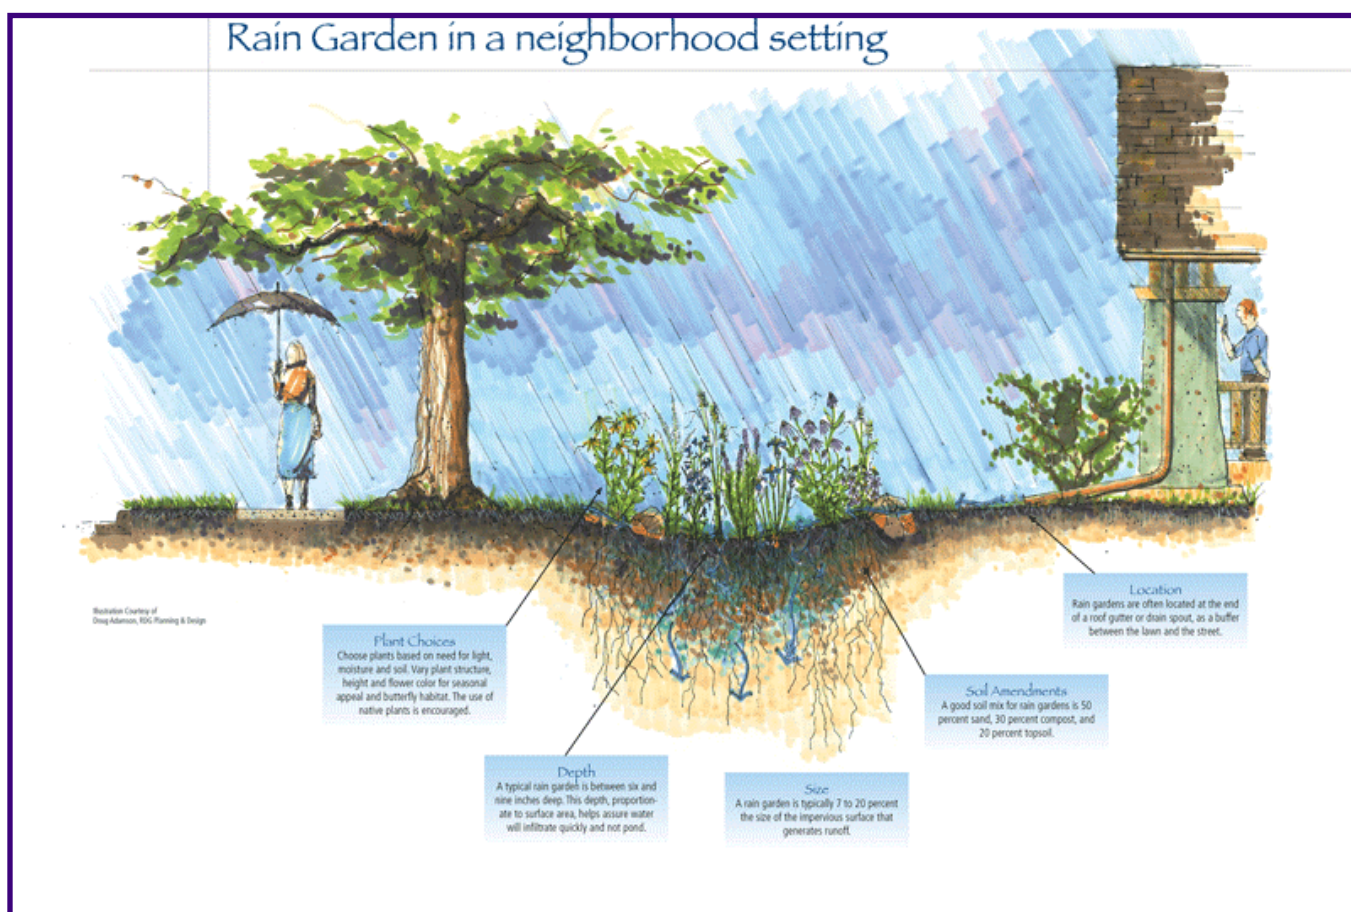 Rain Garden in a neighborhood setting
Illustration Courtesy of
Doug Adamson, RDG Planning & Design
Plant Choices
Choose plants based on need for light,
moisture and soil. Vary plant structure,
height and flower color for seasonal
appeal and butterfly habitat. The use of
native plants is encouraged.
Depth
A typical rain garden is between six and
nine inches deep. This depth, proportion-
ate to surface area, helps assure water
will infiltrate quickly and not pond.
Size
A rain garden is typically 7 to 20 percent
the size of the impervious surface that
generates runoff.
Soil Amendments
A good soil mix for rain gardens is 50
percent sand, 30 percent compost, and
20 percent topsoil.
Location
Rain gardens are often located at the end
of a roof gutter or drain spout, as a buffer
between the lawn and the street.